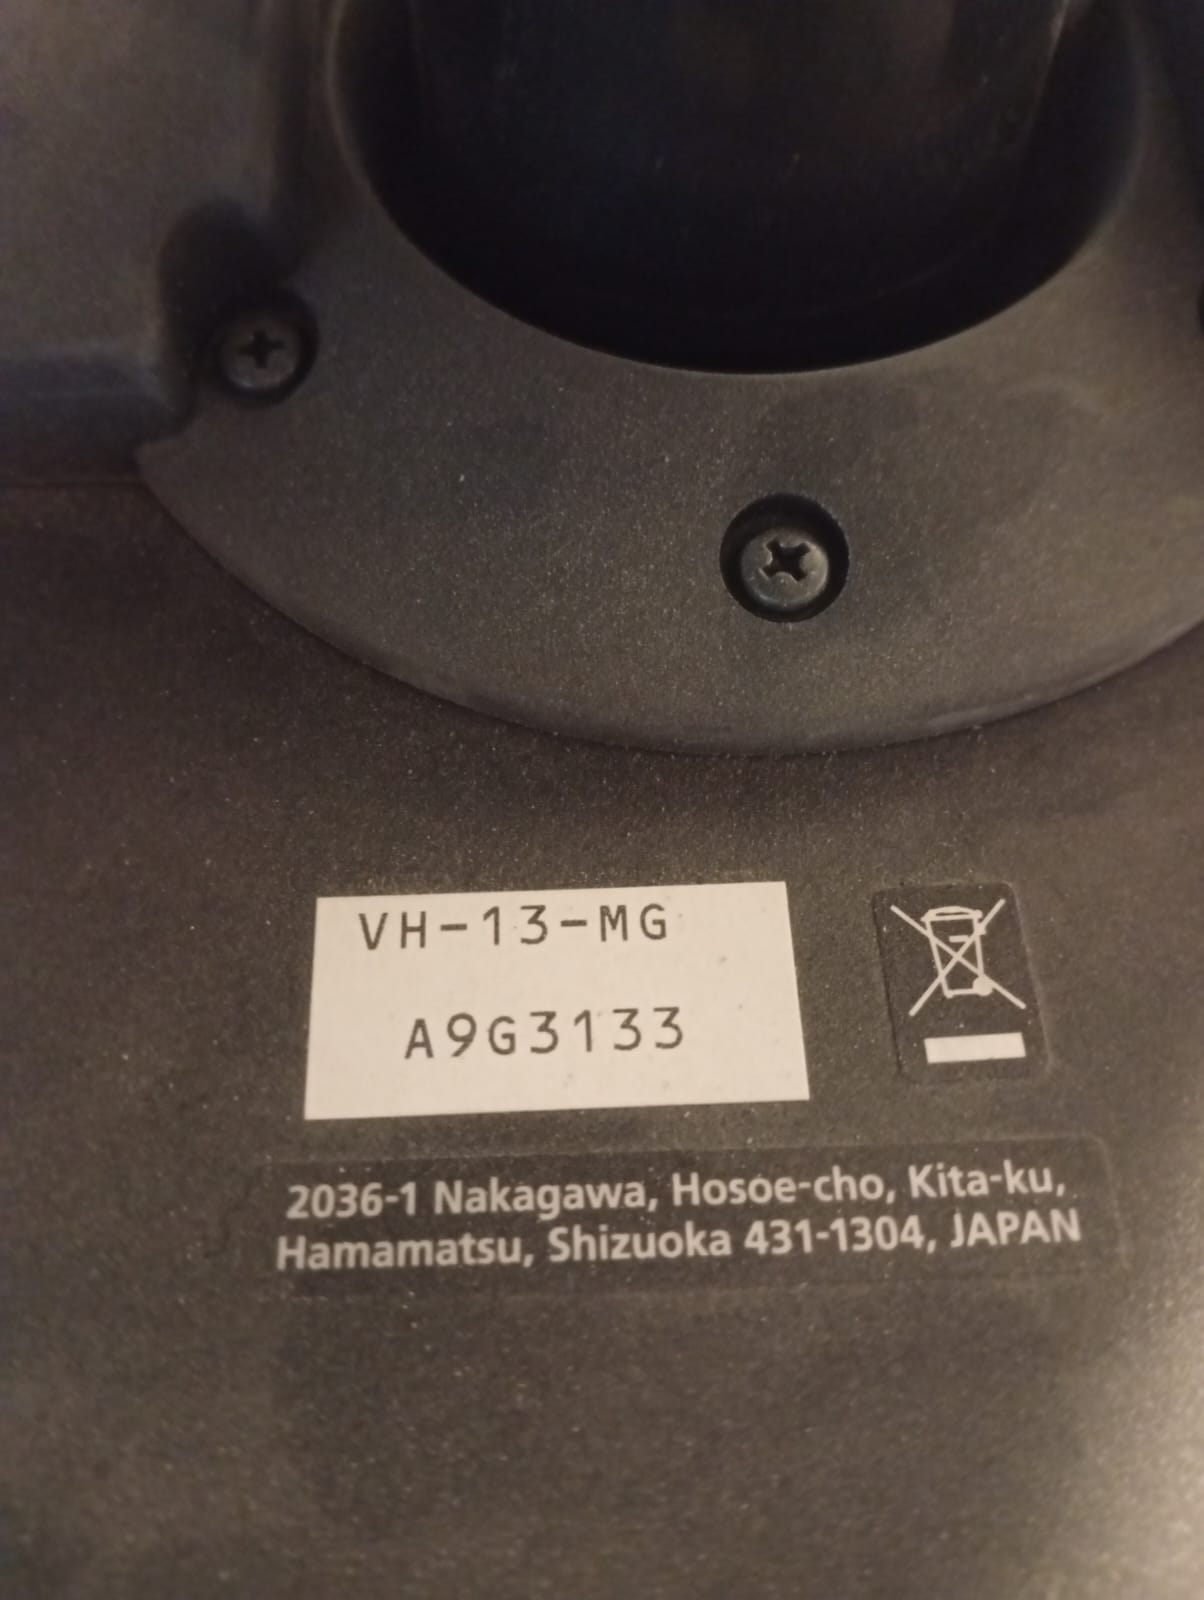 VH-13-MG
A9G3133
2036-1 Nakagawa, Hosoe-cho, Kita-ku,
Hamamatsu, Shizuoka 431-1304, JAPAN